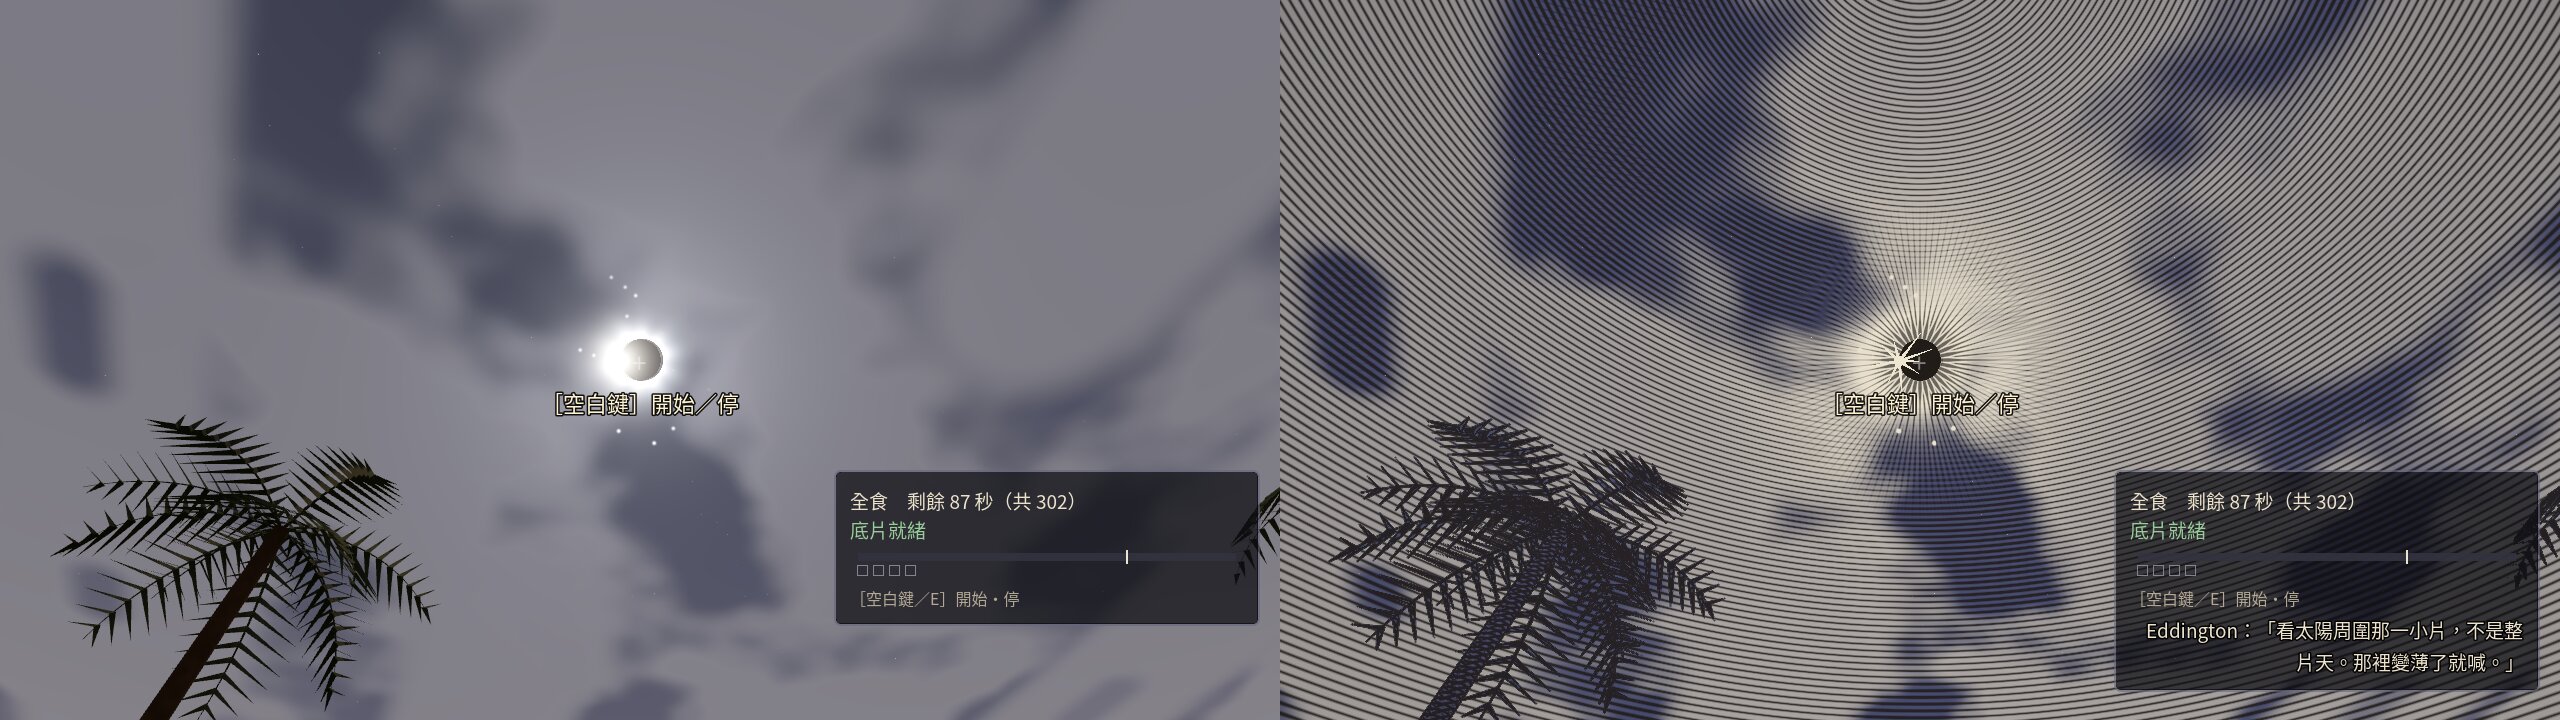 [空白鍵] 開始／停
全食　剩餘 87 秒（共 302）
底片就緒
［空白鍵／E］開始・停
[空白鍵] 開始／停
全食　剩餘 87 秒（共 302）
底片就緒
［空白鍵／E］開始・停
Eddington：「看太陽周圍那一小片，不是整
片天。那裡變薄了就喊。」